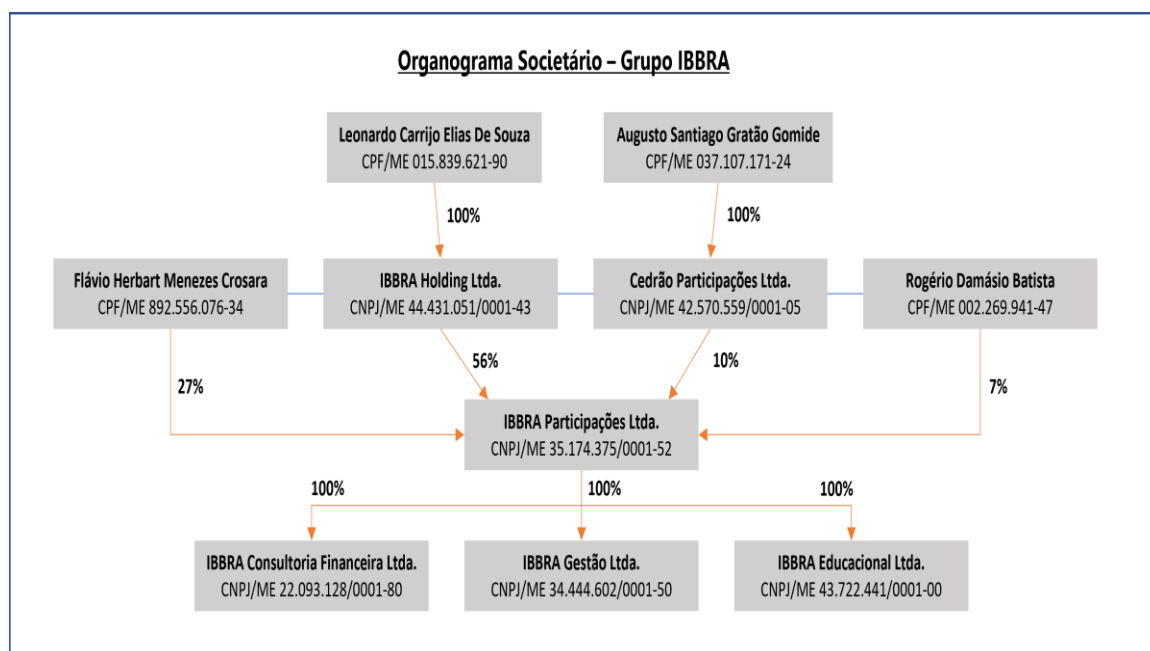 Organograma Societário – Grupo IBBRA
Leonardo Carrijo Elias De Souza
CPF/ME 015.839.621-90
Augusto Santiago Gratão Gomide
CPF/ME 037.107.171-24
100%
100%
Flávio Herbart Menezes Crosara
CPF/ME 892.556.076-34
IBBRA Holding Ltda.
CNPJ/ME 44.431.051/0001-43
Cedrão Participações Ltda.
CNPJ/ME 42.570.559/0001-05
Rogério Damásio Batista
CPF/ME 002.269.941-47
27%
56%
10%
7%
IBBRA Participações Ltda.
CNPJ/ME 35.174.375/0001-52
100%
100%
100%
IBBRA Consultoria Financeira Ltda.
CNPJ/ME 22.093.128/0001-80
IBBRA Gestão Ltda.
CNPJ/ME 34.444.602/0001-50
IBBRA Educacional Ltda.
CNPJ/ME 43.722.441/0001-00